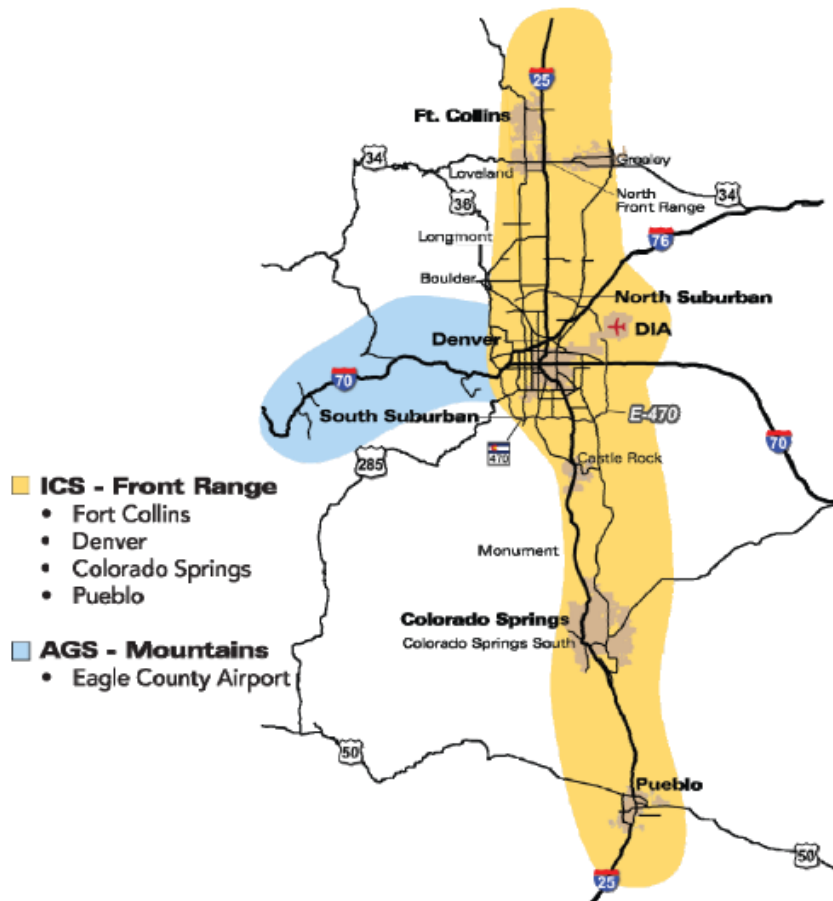 25
Ft. Collins
34
Greeley
Loveland
North
Front Range
34
36
Longmont
76
Boulder
North Suburban
DIA
Denver
70
South Suburban
E-470
470
70
285
Castle Rock
ICS - Front Range
• Fort Collins
• Denver
• Colorado Springs
• Pueblo
Monument
Colorado Springs
Colorado Springs South
AGS - Mountains
• Eagle County Airport
50
Pueblo
50
25